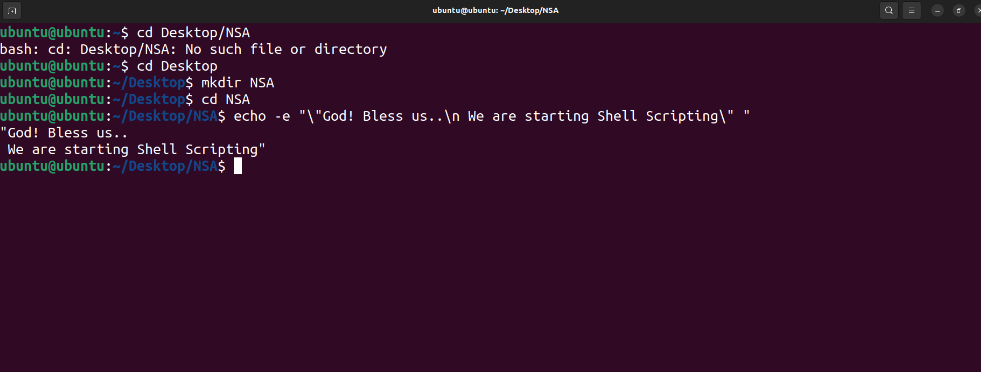 ubuntu@ubuntu: ~/Desktop/NSA
ubuntu@ubuntu:~$ cd Desktop/NSA
bash: cd: Desktop/NSA: No such file or directory
ubuntu@ubuntu:~$ cd Desktop
ubuntu@ubuntu:~/Desktop$ mkdir NSA
ubuntu@ubuntu:~/Desktop$ cd NSA
ubuntu@ubuntu:~/Desktop/NSA$ echo -e "\"God! Bless us..\n We are starting Shell Scripting\" "
"God! Bless us..
 We are starting Shell Scripting"
ubuntu@ubuntu:~/Desktop/NSA$